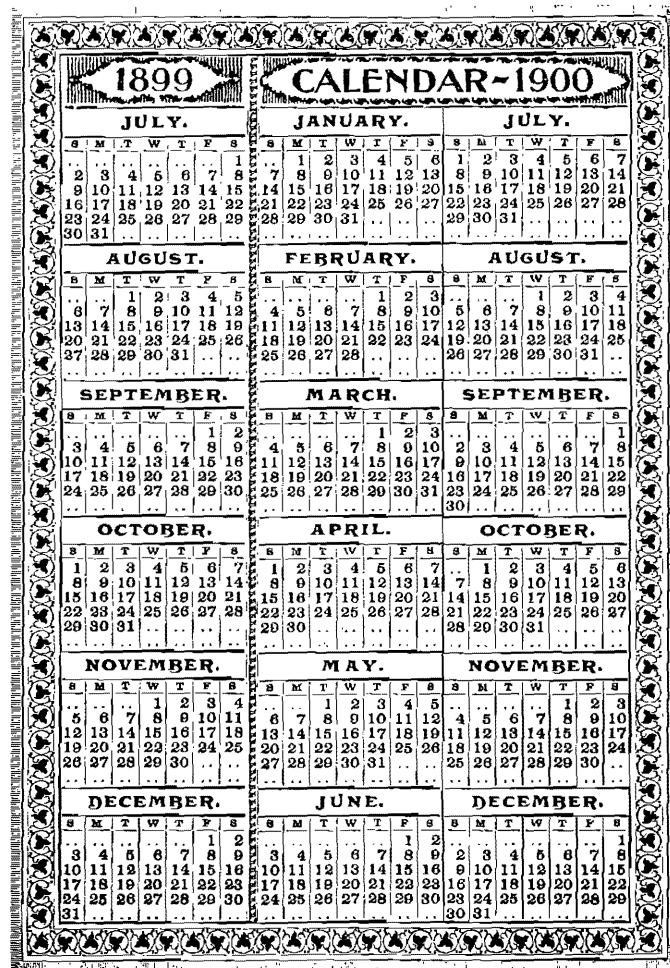 1899
JULY.
S M T W T F S
1
2 3 4 5 6 7 8
9 10 11 12 13 14 15
16 17 18 19 20 21 22
23 24 25 26 27 28 29
30 31
AUGUST.
S M T W T F S
1 2 3 4 5
6 7 8 9 10 11 12
13 14 15 16 17 18 19
20 21 22 23 24 25 26
27 28 29 30 31
SEPTEMBER.
S M T W T F S
1 2
3 4 5 6 7 8 9
10 11 12 13 14 15 16
17 18 19 20 21 22 23
24 25 26 27 28 29 30
OCTOBER.
S M T W T F S
1 2 3 4 5 6 7
8 9 10 11 12 13 14
15 16 17 18 19 20 21
22 23 24 25 26 27 28
29 30 31
NOVEMBER.
S M T W T F S
1 2 3 4
5 6 7 8 9 10 11
12 13 14 15 16 17 18
19 20 21 22 23 24 25
26 27 28 29 30
DECEMBER.
S M T W T F S
1 2
3 4 5 6 7 8 9
10 11 12 13 14 15 16
17 18 19 20 21 22 23
24 25 26 27 28 29 30
31
CALENDAR~1900
JANUARY.
S M T W T F S
1 2 3 4 5 6
7 8 9 10 11 12 13
14 15 16 17 18 19 20
21 22 23 24 25 26 27
28 29 30 31
FEBRUARY.
S M T W T F S
1 2 3
4 5 6 7 8 9 10
11 12 13 14 15 16 17
18 19 20 21 22 23 24
25 26 27 28
MARCH.
S M T W T F S
1 2 3
4 5 6 7 8 9 10
11 12 13 14 15 16 17
18 19 20 21 22 23 24
25 26 27 28 29 30 31
APRIL.
S M T W T F S
1 2 3 4 5 6 7
8 9 10 11 12 13 14
15 16 17 18 19 20 21
22 23 24 25 26 27 28
29 30
MAY.
S M T W T F S
1 2 3 4 5
6 7 8 9 10 11 12
13 14 15 16 17 18 19
20 21 22 23 24 25 26
27 28 29 30 31
JUNE.
S M T W T F S
1 2
3 4 5 6 7 8 9
10 11 12 13 14 15 16
17 18 19 20 21 22 23
24 25 26 27 28 29 30
JULY.
S M T W T F S
1 2 3 4 5 6 7
8 9 10 11 12 13 14
15 16 17 18 19 20 21
22 23 24 25 26 27 28
29 30 31
AUGUST.
S M T W T F S
1 2 3 4
5 6 7 8 9 10 11
12 13 14 15 16 17 18
19 20 21 22 23 24 25
26 27 28 29 30 31
SEPTEMBER.
S M T W T F S
1
2 3 4 5 6 7 8
9 10 11 12 13 14 15
16 17 18 19 20 21 22
23 24 25 26 27 28 29
30
OCTOBER.
S M T W T F S
1 2 3 4 5 6
7 8 9 10 11 12 13
14 15 16 17 18 19 20
21 22 23 24 25 26 27
28 29 30 31
NOVEMBER.
S M T W T F S
1 2 3
4 5 6 7 8 9 10
11 12 13 14 15 16 17
18 19 20 21 22 23 24
25 26 27 28 29 30
DECEMBER.
S M T W T F S
1
2 3 4 5 6 7 8
9 10 11 12 13 14 15
16 17 18 19 20 21 22
23 24 25 26 27 28 29
30 31